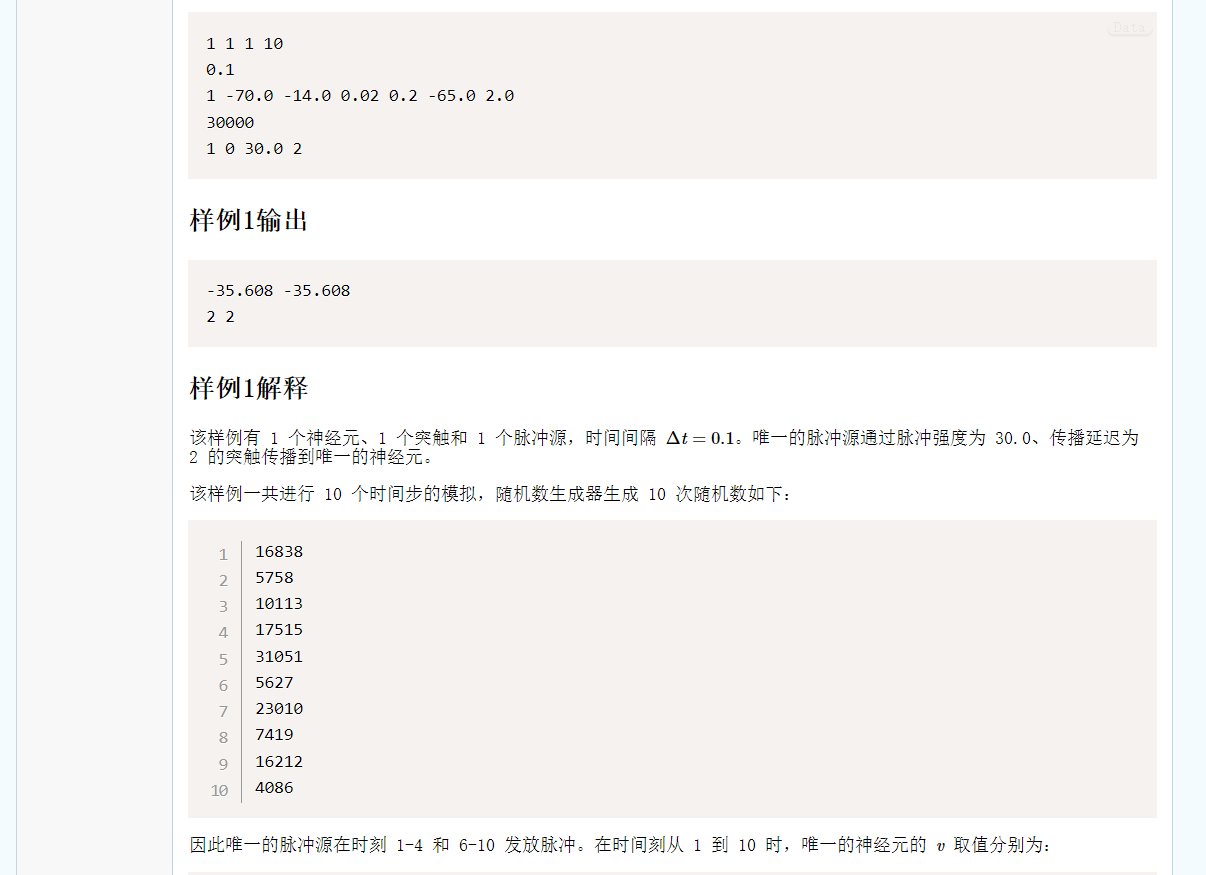 Data
1 1 1 10
0.1
1 -70.0 -14.0 0.02 0.2 -65.0 2.0
30000
1 0 30.0 2
样例1输出
-35.608 -35.608
2 2
样例1解释
该样例有 1 个神经元、1 个突触和 1 个脉冲源，时间间隔 Δt = 0.1。唯一的脉冲源通过脉冲强度为 30.0、传播延迟为
2 的突触传播到唯一的神经元。
该样例一共进行 10 个时间步的模拟，随机数生成器生成 10 次随机数如下：
1 16838
2 5758
3 10113
4 17515
5 31051
6 5627
7 23010
8 7419
9 16212
10 4086
因此唯一的脉冲源在时刻 1-4 和 6-10 发放脉冲。在时间刻从 1 到 10 时，唯一的神经元的 v 取值分别为：